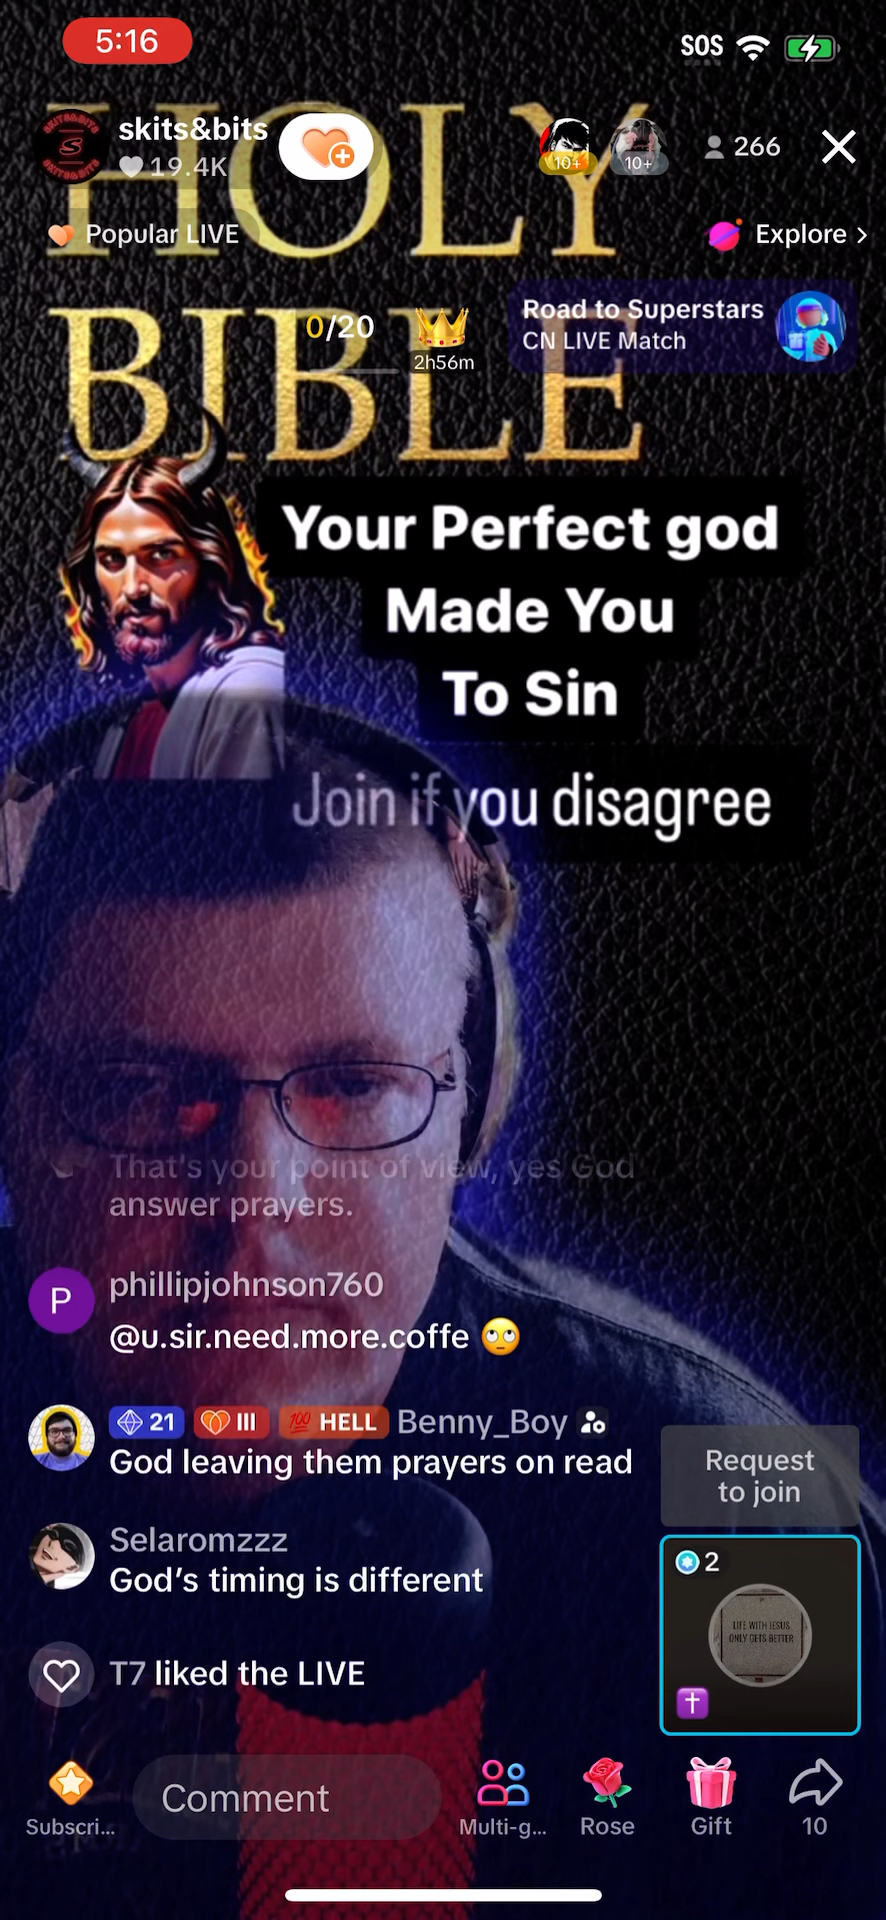 5:16
SOS
HOLY
BIBLE
SKITS&BITS
S
SKITS&BITS
skits&bits
19.4K
10+
10+
266
Popular LIVE
Explore >
0/20
2h56m
Road to Superstars
CN LIVE Match
Your Perfect god
Made You
To Sin
Join if you disagree
That's your point of view, yes God
answer prayers.
P
phillipjohnson760
@u.sir.need.more.coffe 🙄
21 III 💯 HELL Benny_Boy
God leaving them prayers on read
Selaromzzz
God's timing is different
T7 liked the LIVE
Request
to join
2
LIFE WITH JESUS
ONLY GETS BETTER
Subscri...
Comment
Multi-g...
Rose
Gift
10